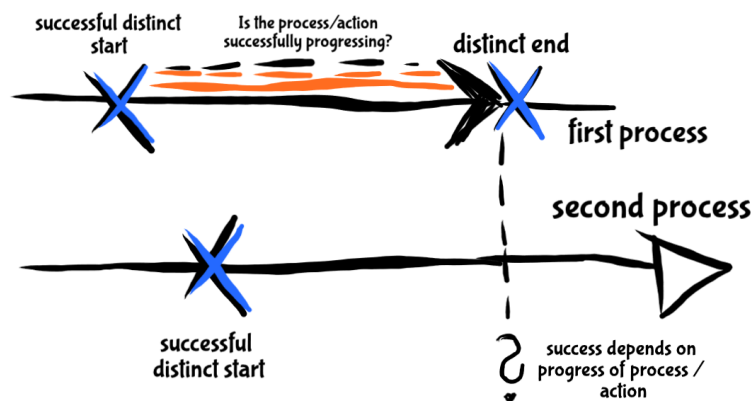 successful distinct
start
Is the process/action
successfully progressing?
distinct end
first process
second process
successful
distinct start
?
success depends on
progress of process /
action